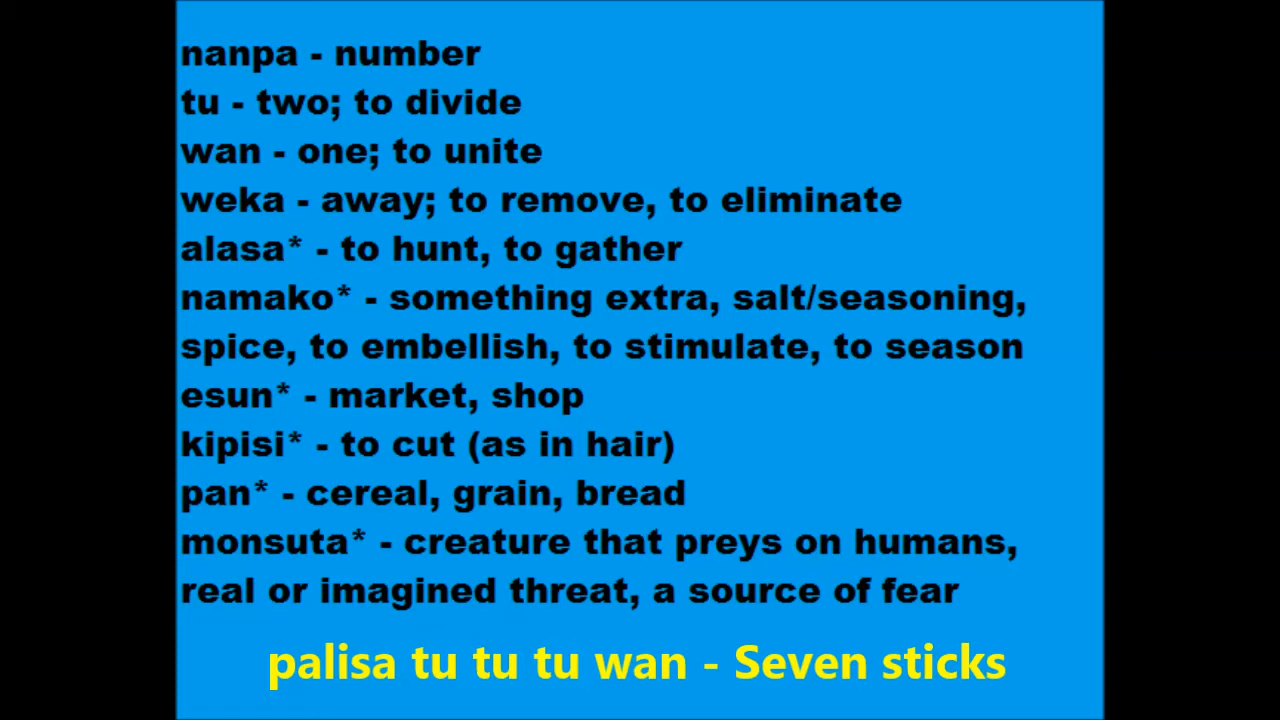 nanpa - number
tu - two; to divide
wan - one; to unite
weka - away; to remove, to eliminate
alasa* - to hunt, to gather
namako* - something extra, salt/seasoning,
spice, to embellish, to stimulate, to season
esun* - market, shop
kipisi* - to cut (as in hair)
pan* - cereal, grain, bread
monsuta* - creature that preys on humans,
real or imagined threat, a source of fear
palisa tu tu tu wan - Seven sticks